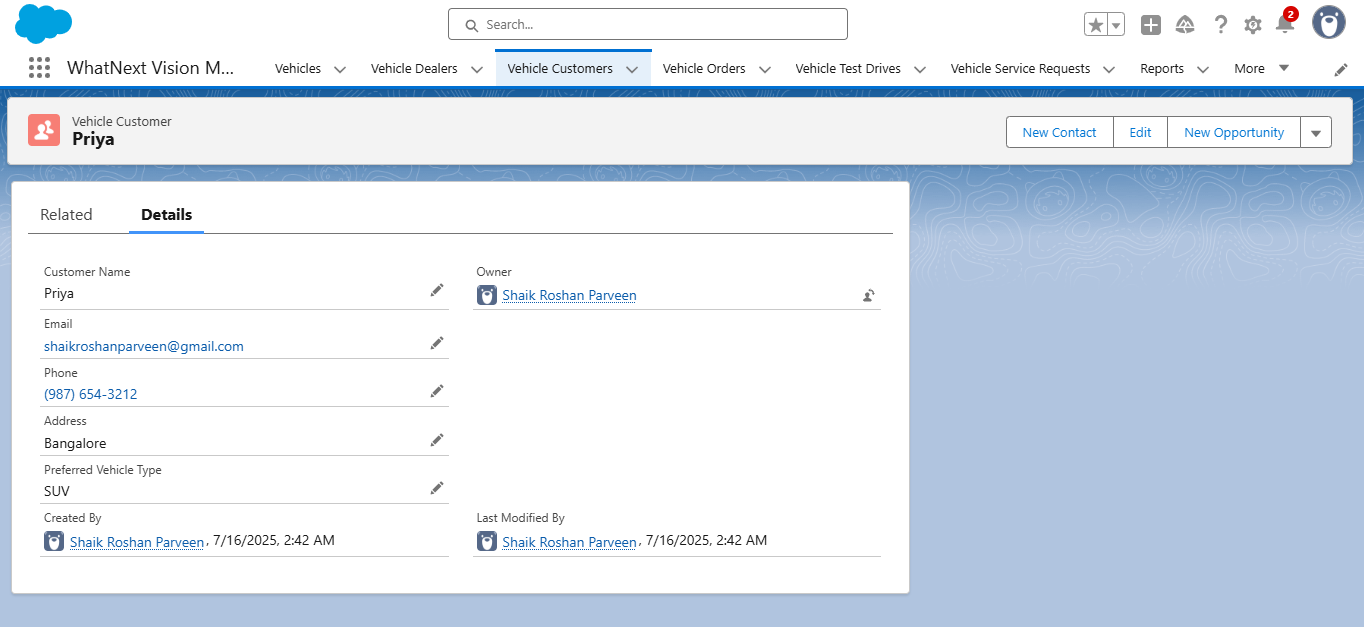 Search...
2
WhatNext Vision M...
Vehicles
Vehicle Dealers
Vehicle Customers
Vehicle Orders
Vehicle Test Drives
Vehicle Service Requests
Reports
More
Vehicle Customer
Priya
New Contact
Edit
New Opportunity
Related
Details
Customer Name
Priya
Owner
Shaik Roshan Parveen
Email
shaikroshanparveen@gmail.com
Phone
(987) 654-3212
Address
Bangalore
Preferred Vehicle Type
SUV
Created By
Shaik Roshan Parveen, 7/16/2025, 2:42 AM
Last Modified By
Shaik Roshan Parveen, 7/16/2025, 2:42 AM